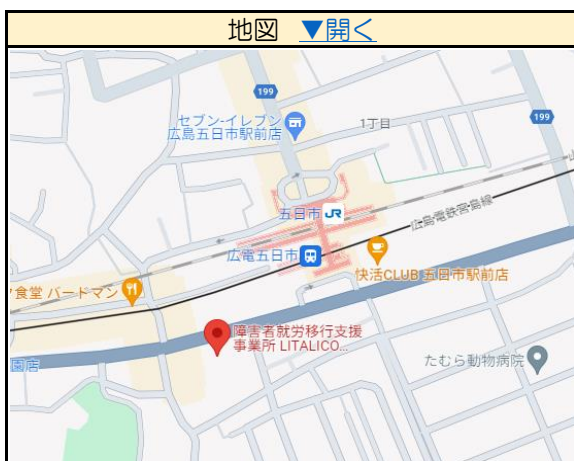 地図 ▼開く
199
セブン-イレブン
広島五日市駅前店
1丁目
199
五日市
JR
広島電鉄宮島線
広電五日市
快活CLUB 五日市駅前店
食堂 バードマン
障害者就労移行支援
事業所 LITALICO...
園店
たむら動物病院